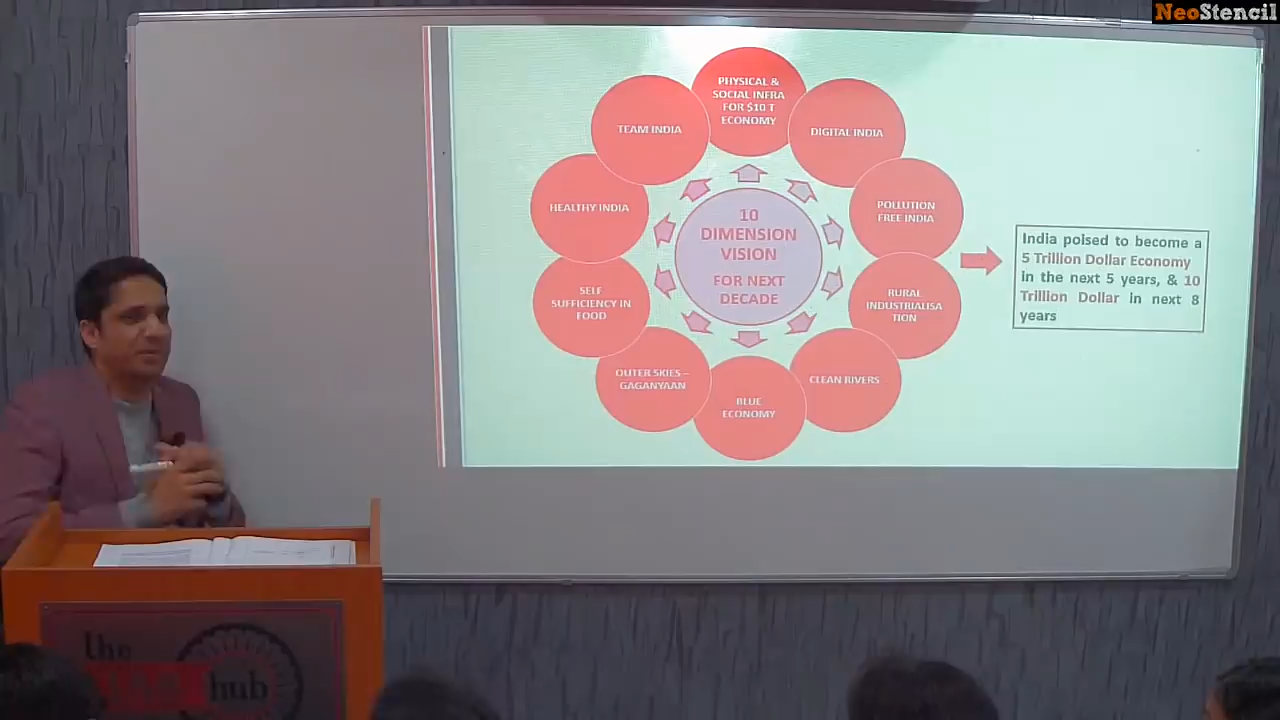 NeoStencil
PHYSICAL &
SOCIAL INFRA
FOR $10 T
ECONOMY
DIGITAL INDIA
POLLUTION
FREE INDIA
RURAL
INDUSTRIALISA
TION
CLEAN RIVERS
BLUE
ECONOMY
OUTER SKIES –
GAGANYAAN
SELF
SUFFICIENCY IN
FOOD
HEALTHY INDIA
TEAM INDIA
10
DIMENSION
VISION
FOR NEXT
DECADE
India poised to become a
5 Trillion Dollar Economy
in the next 5 years, & 10
Trillion Dollar in next 8
years
the
hub